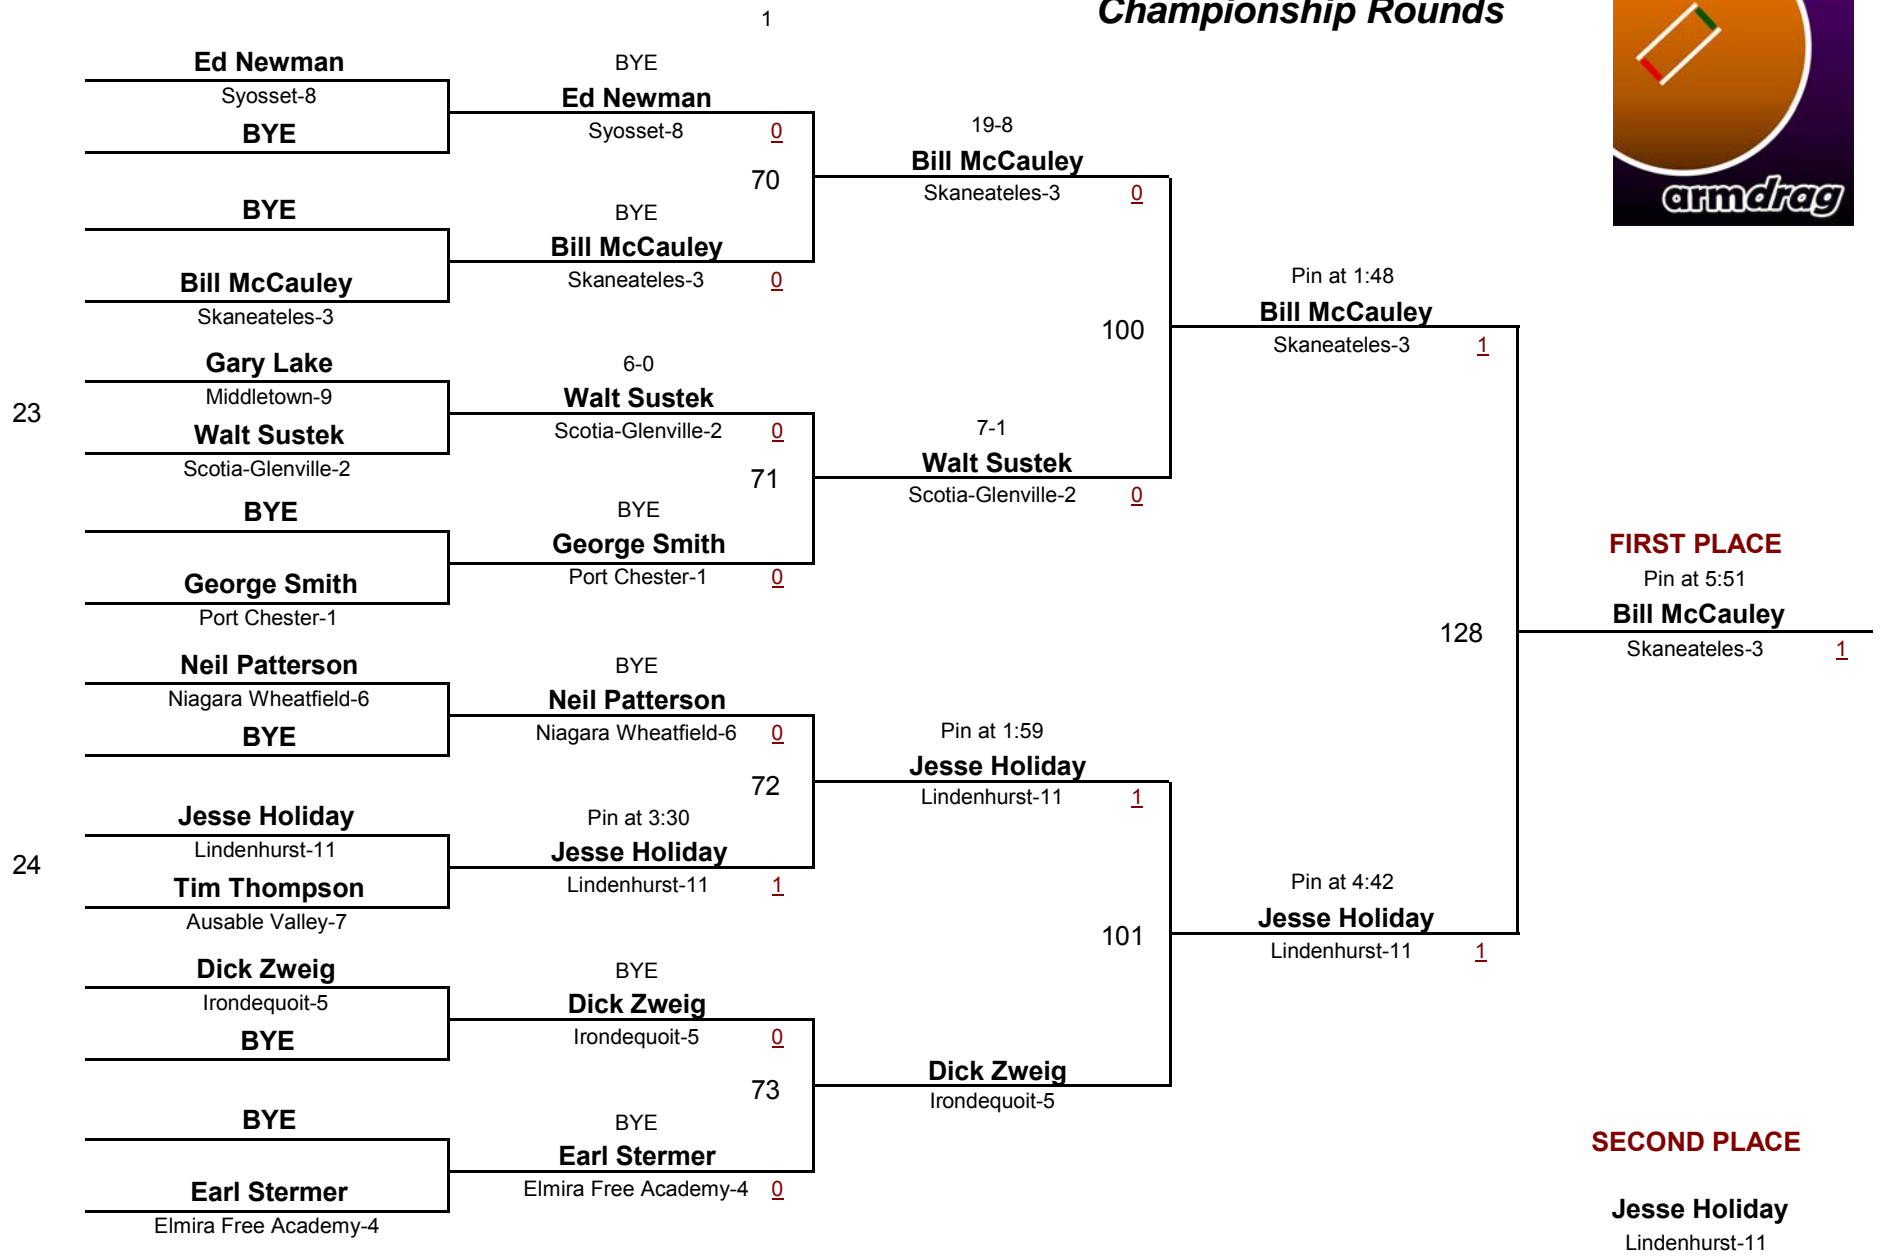 Championship Rounds
1
armdrag
Ed Newman
Syosset-8
BYE
BYE
Bill McCauley
Skaneateles-3
23
Gary Lake
Middletown-9
Walt Sustek
Scotia-Glenville-2
BYE
George Smith
Port Chester-1
Neil Patterson
Niagara Wheatfield-6
BYE
24
Jesse Holiday
Lindenhurst-11
Tim Thompson
Ausable Valley-7
Dick Zweig
Irondequoit-5
BYE
BYE
Earl Stermer
Elmira Free Academy-4
BYE
Ed Newman
Syosset-8 0
70
BYE
Bill McCauley
Skaneateles-3 0
6-0
Walt Sustek
Scotia-Glenville-2 0
71
BYE
George Smith
Port Chester-1 0
BYE
Neil Patterson
Niagara Wheatfield-6 0
72
Pin at 3:30
Jesse Holiday
Lindenhurst-11 1
BYE
Dick Zweig
Irondequoit-5 0
73
BYE
Earl Stermer
Elmira Free Academy-4 0
19-8
Bill McCauley
Skaneateles-3 0
100
7-1
Walt Sustek
Scotia-Glenville-2 0
Pin at 1:59
Jesse Holiday
Lindenhurst-11 1
101
Dick Zweig
Irondequoit-5
Pin at 1:48
Bill McCauley
Skaneateles-3 1
128
Pin at 4:42
Jesse Holiday
Lindenhurst-11 1
FIRST PLACE
Pin at 5:51
Bill McCauley
Skaneateles-3 1
SECOND PLACE
Jesse Holiday
Lindenhurst-11